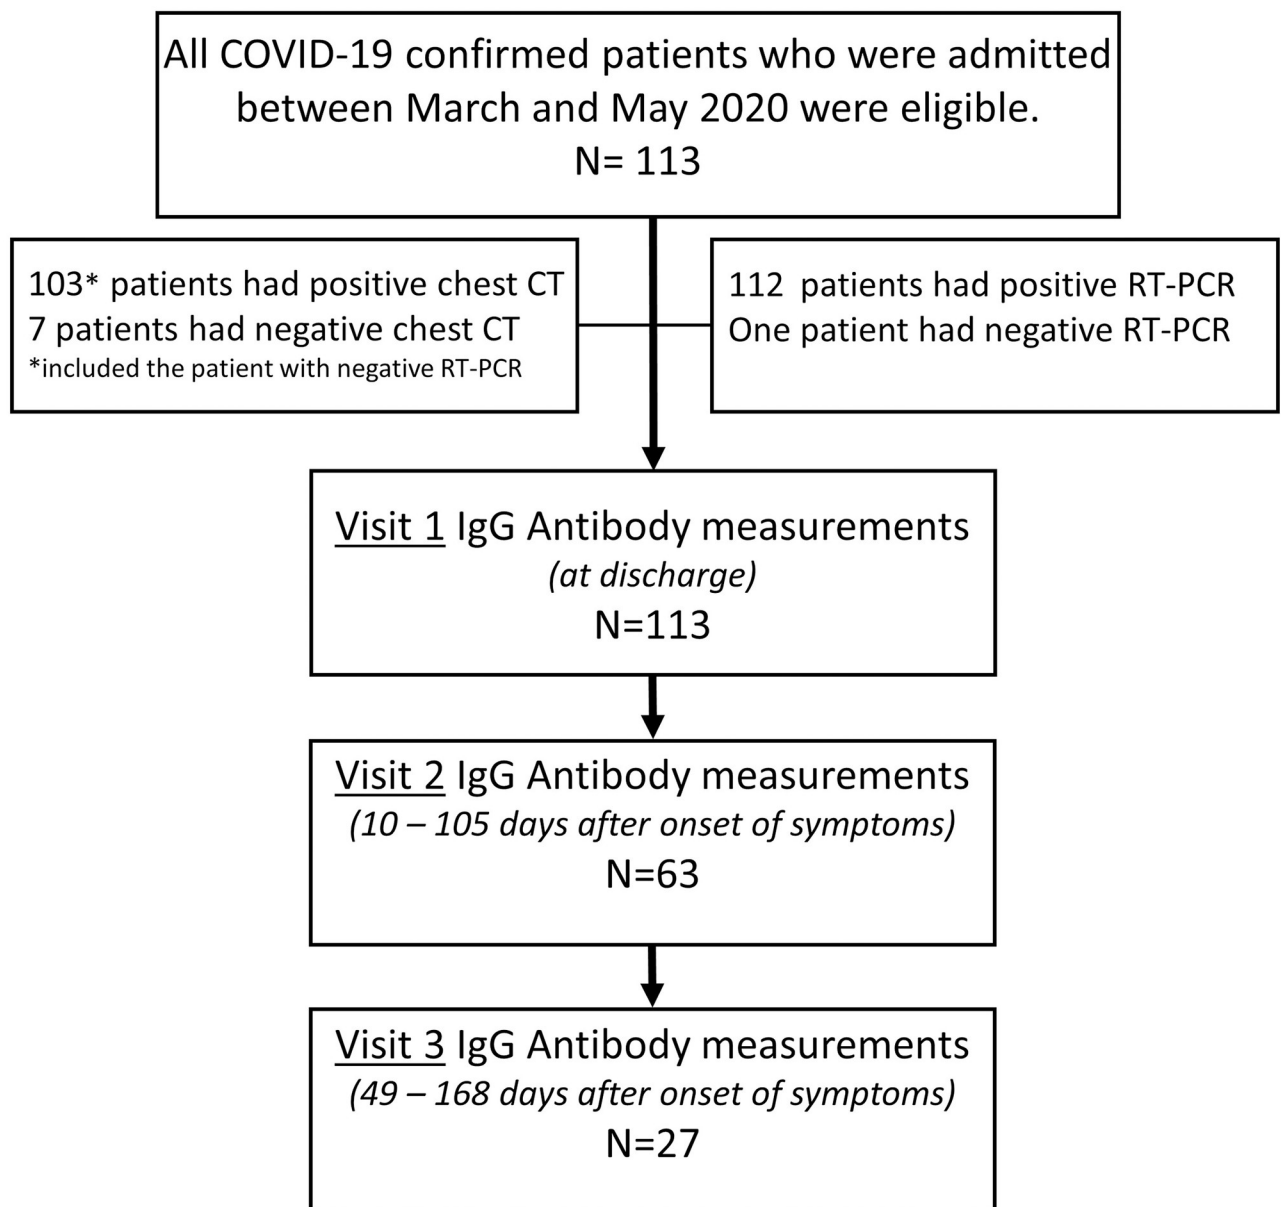 All COVID-19 confirmed patients who were admitted
between March and May 2020 were eligible.
N= 113
103* patients had positive chest CT
7 patients had negative chest CT
*included the patient with negative RT-PCR
112 patients had positive RT-PCR
One patient had negative RT-PCR
Visit 1 IgG Antibody measurements
(at discharge)
N=113
Visit 2 IgG Antibody measurements
(10 – 105 days after onset of symptoms)
N=63
Visit 3 IgG Antibody measurements
(49 – 168 days after onset of symptoms)
N=27